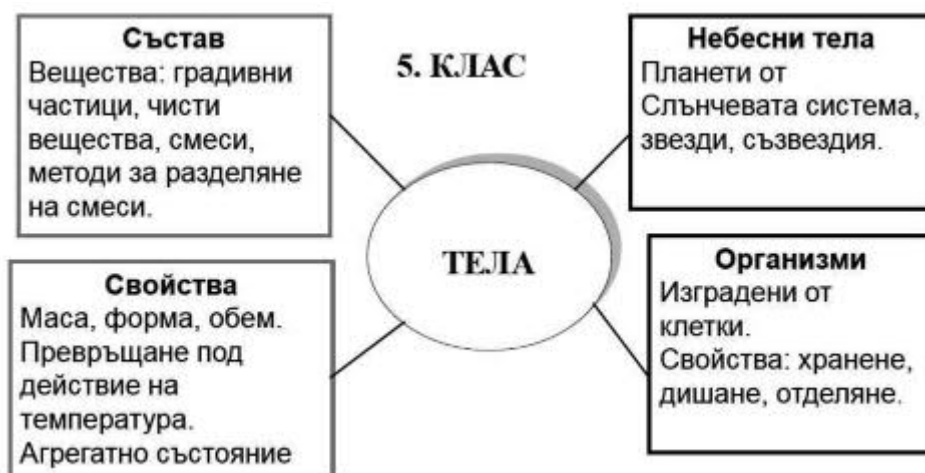 Състав
Вещества: градивни
частици, чисти
вещества, смеси,
методи за разделяне
на смеси.
5. КЛАС
Небесни тела
Планети от
Слънчевата система,
звезди, съзвездия.
ТЕЛА
Свойства
Маса, форма, обем.
Превръщане под
действие на
температура.
Агрегатно състояние
Организми
Изградени от
клетки.
Свойства: хранене,
дишане, отделяне.